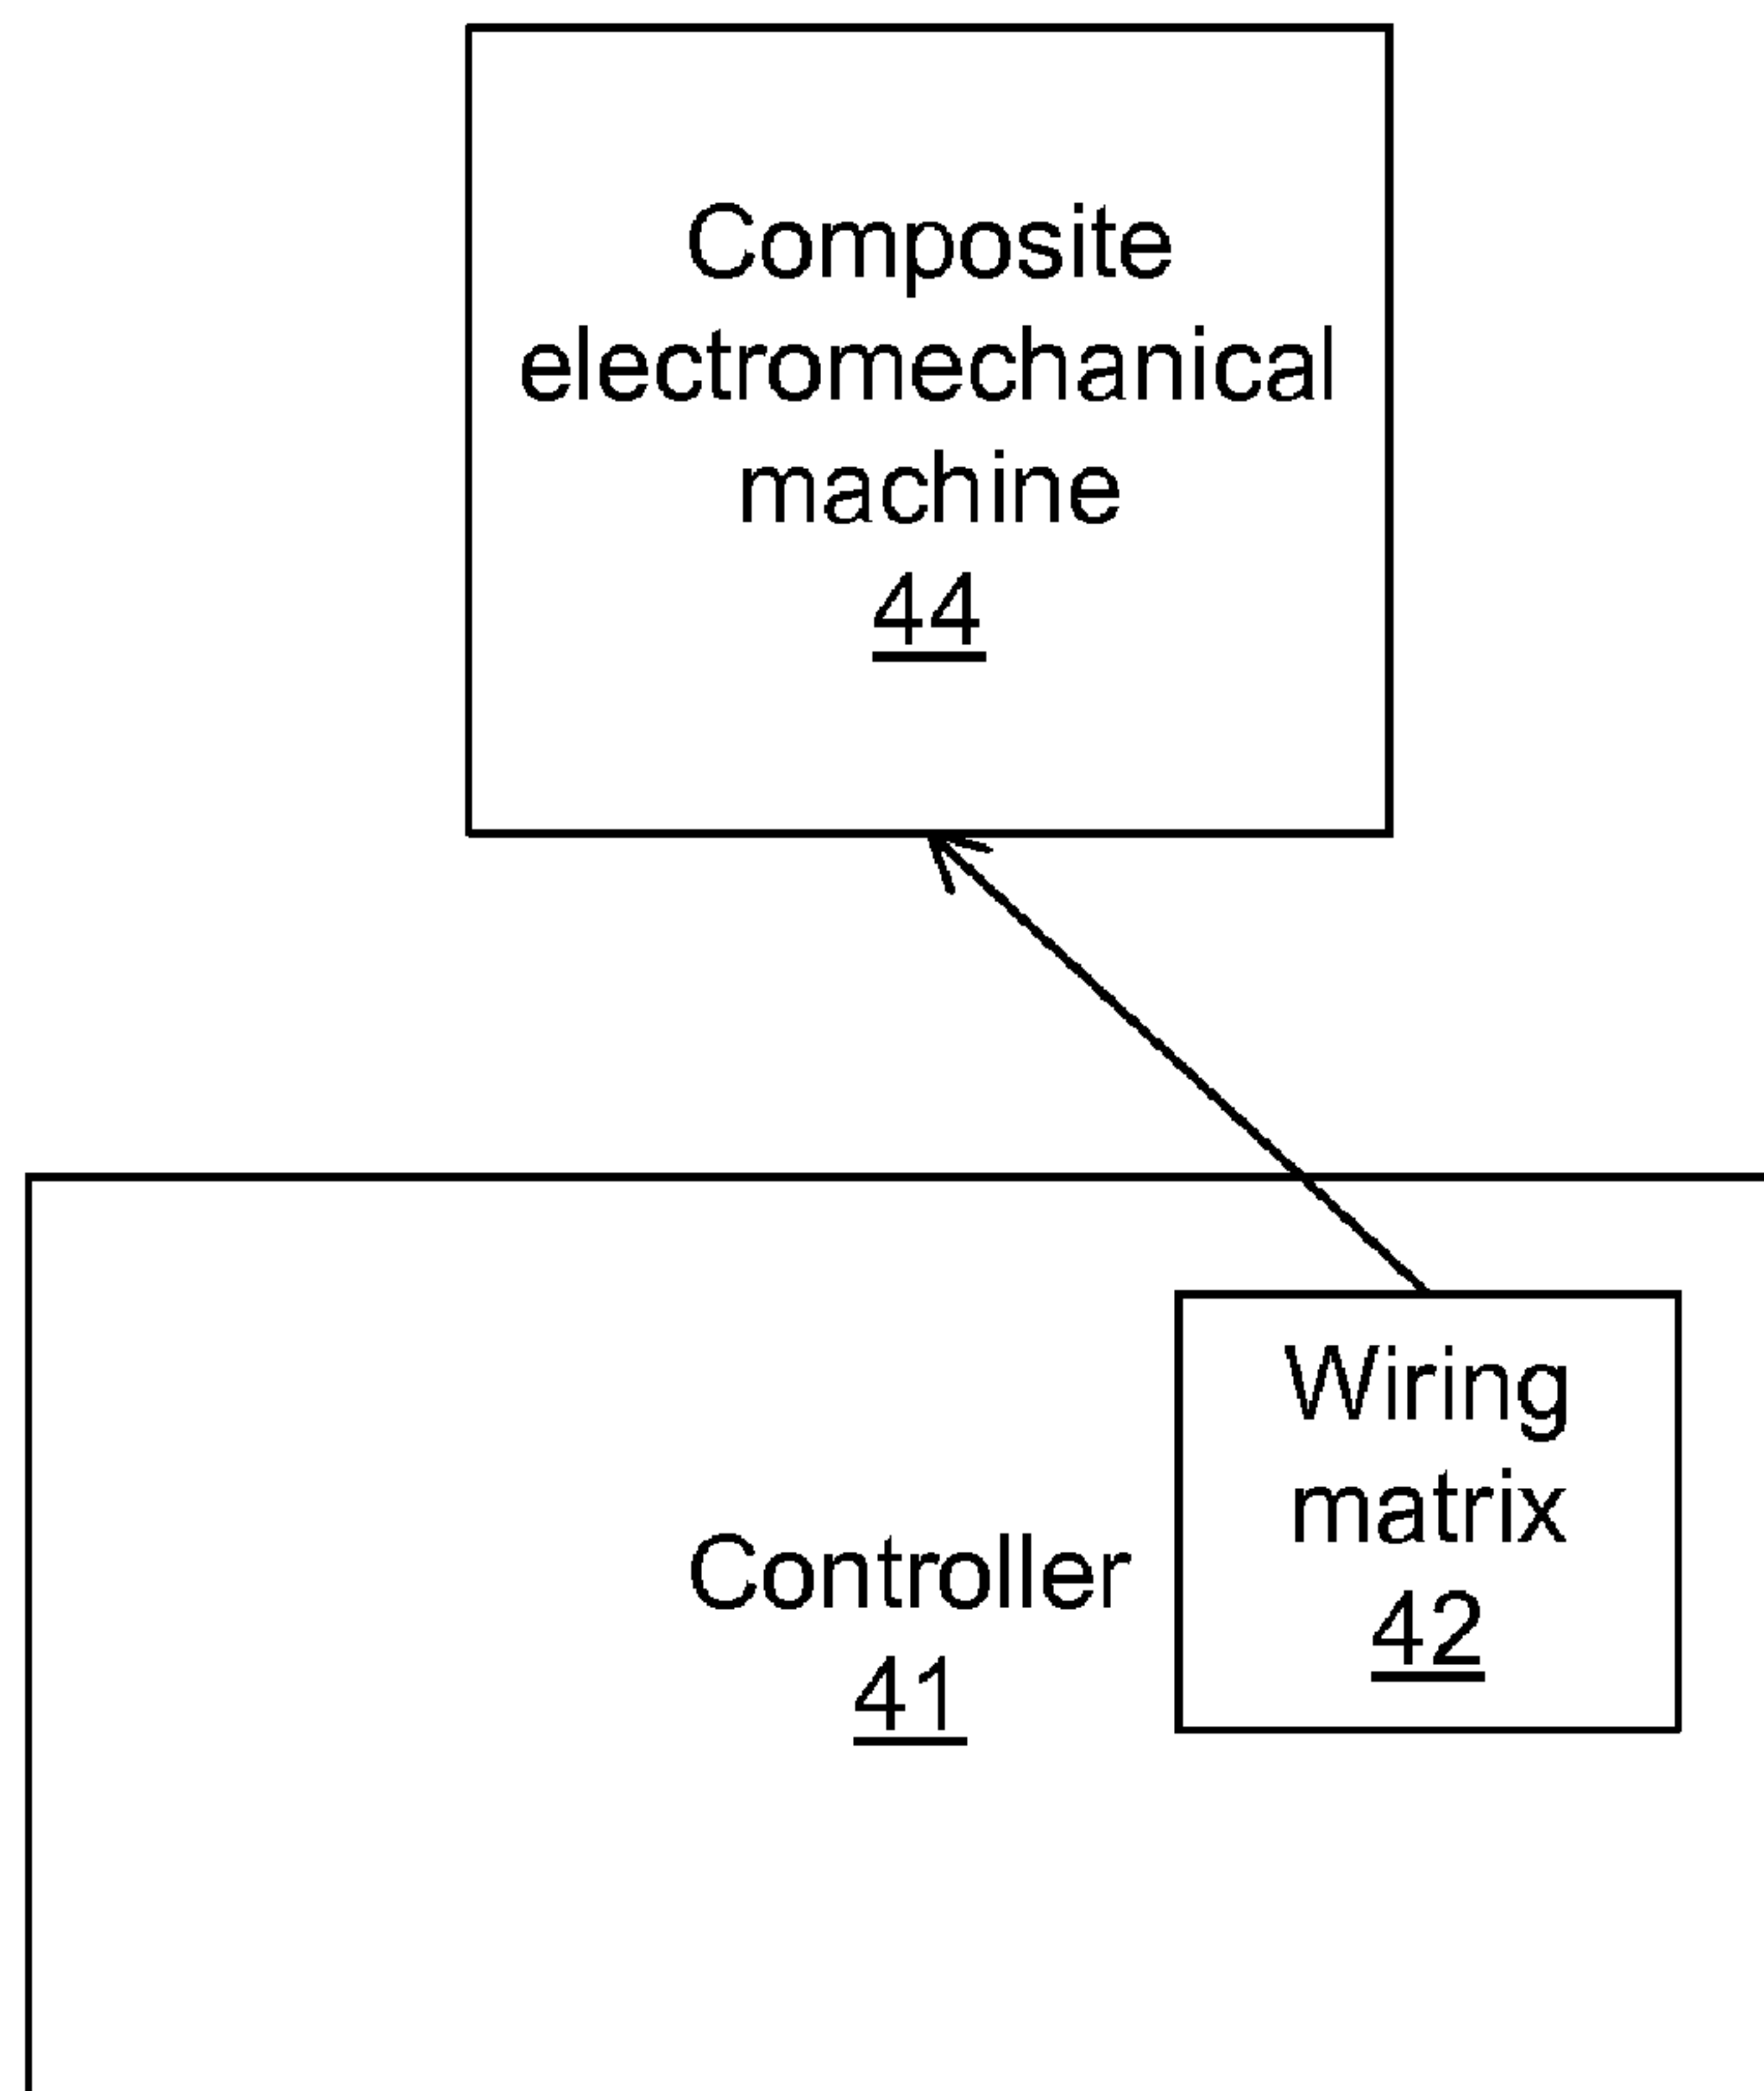 Composite
electromechanical
machine
44
Controller
41
Wiring
matrix
42